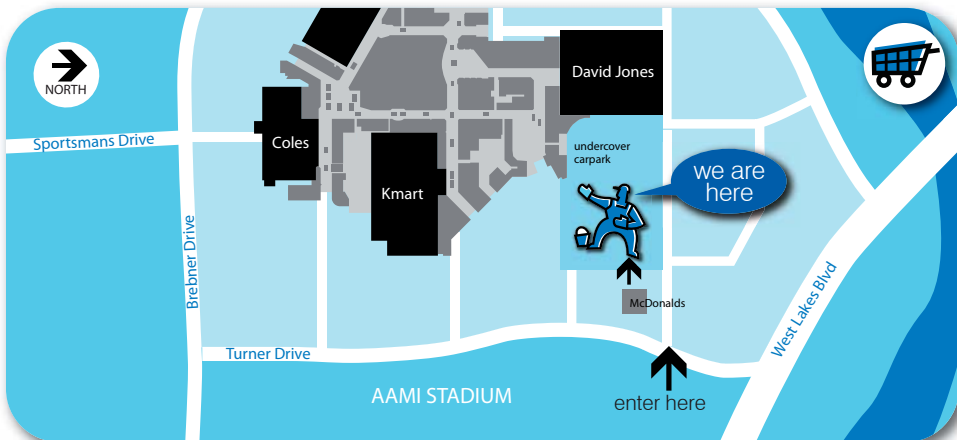 NORTH
David Jones
Sportsmans Drive
Coles
undercover
carpark
we are
here
Kmart
Brebner Drive
McDonalds
West Lakes Blvd
Turner Drive
AAMI STADIUM
enter here